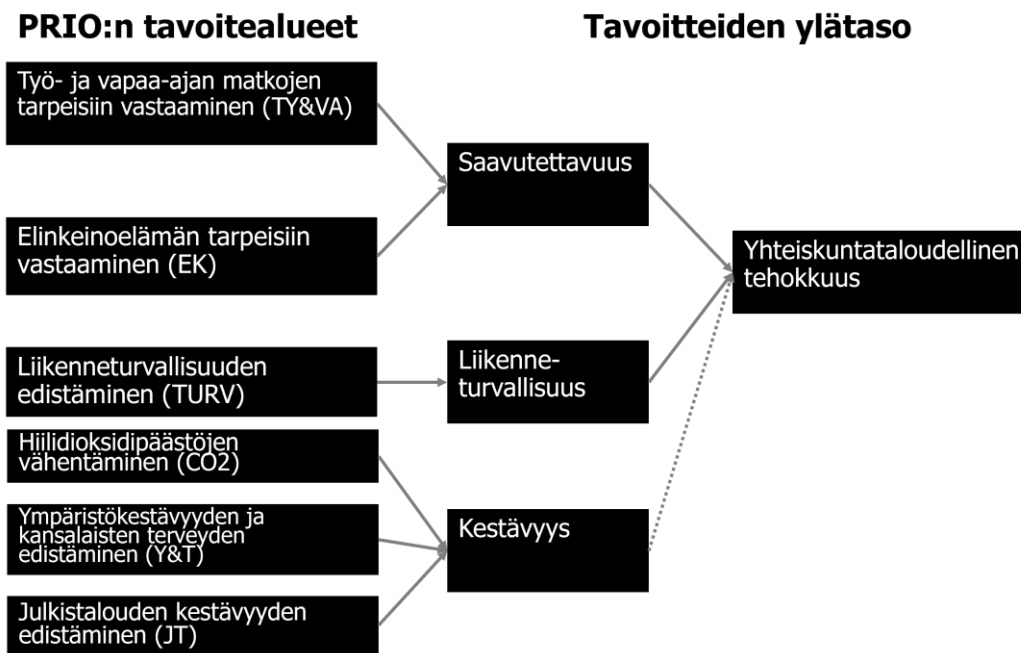 PRIO:n tavoitealueet
Tavoitteiden ylätaso
Työ- ja vapaa-ajan matkojen
tarpeisiin vastaaminen (TY&VA)
Elinkeinoelämän tarpeisiin
vastaaminen (EK)
Liikenneturvallisuuden
edistäminen (TURV)
Hiilidioksidipäästöjen
vähentäminen (CO2)
Ympäristökestävyyden ja
kansalaisten terveyden
edistäminen (Y&T)
Julkistalouden kestävyyden
edistäminen (JT)
Saavutettavuus
Liikenne-
turvallisuus
Kestävyys
Yhteiskuntataloudellinen
tehokkuus